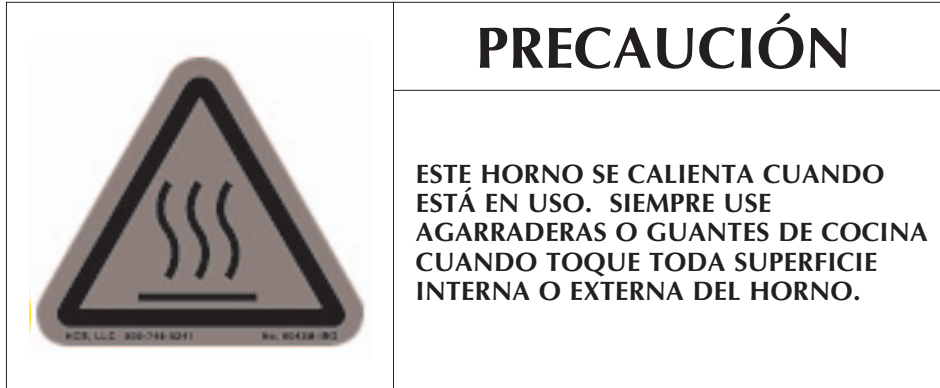 PRECAUCIÓN
ESTE HORNO SE CALIENTA CUANDO
ESTÁ EN USO.  SIEMPRE USE
AGARRADERAS O GUANTES DE COCINA
CUANDO TOQUE TODA SUPERFICIE
INTERNA O EXTERNA DEL HORNO.